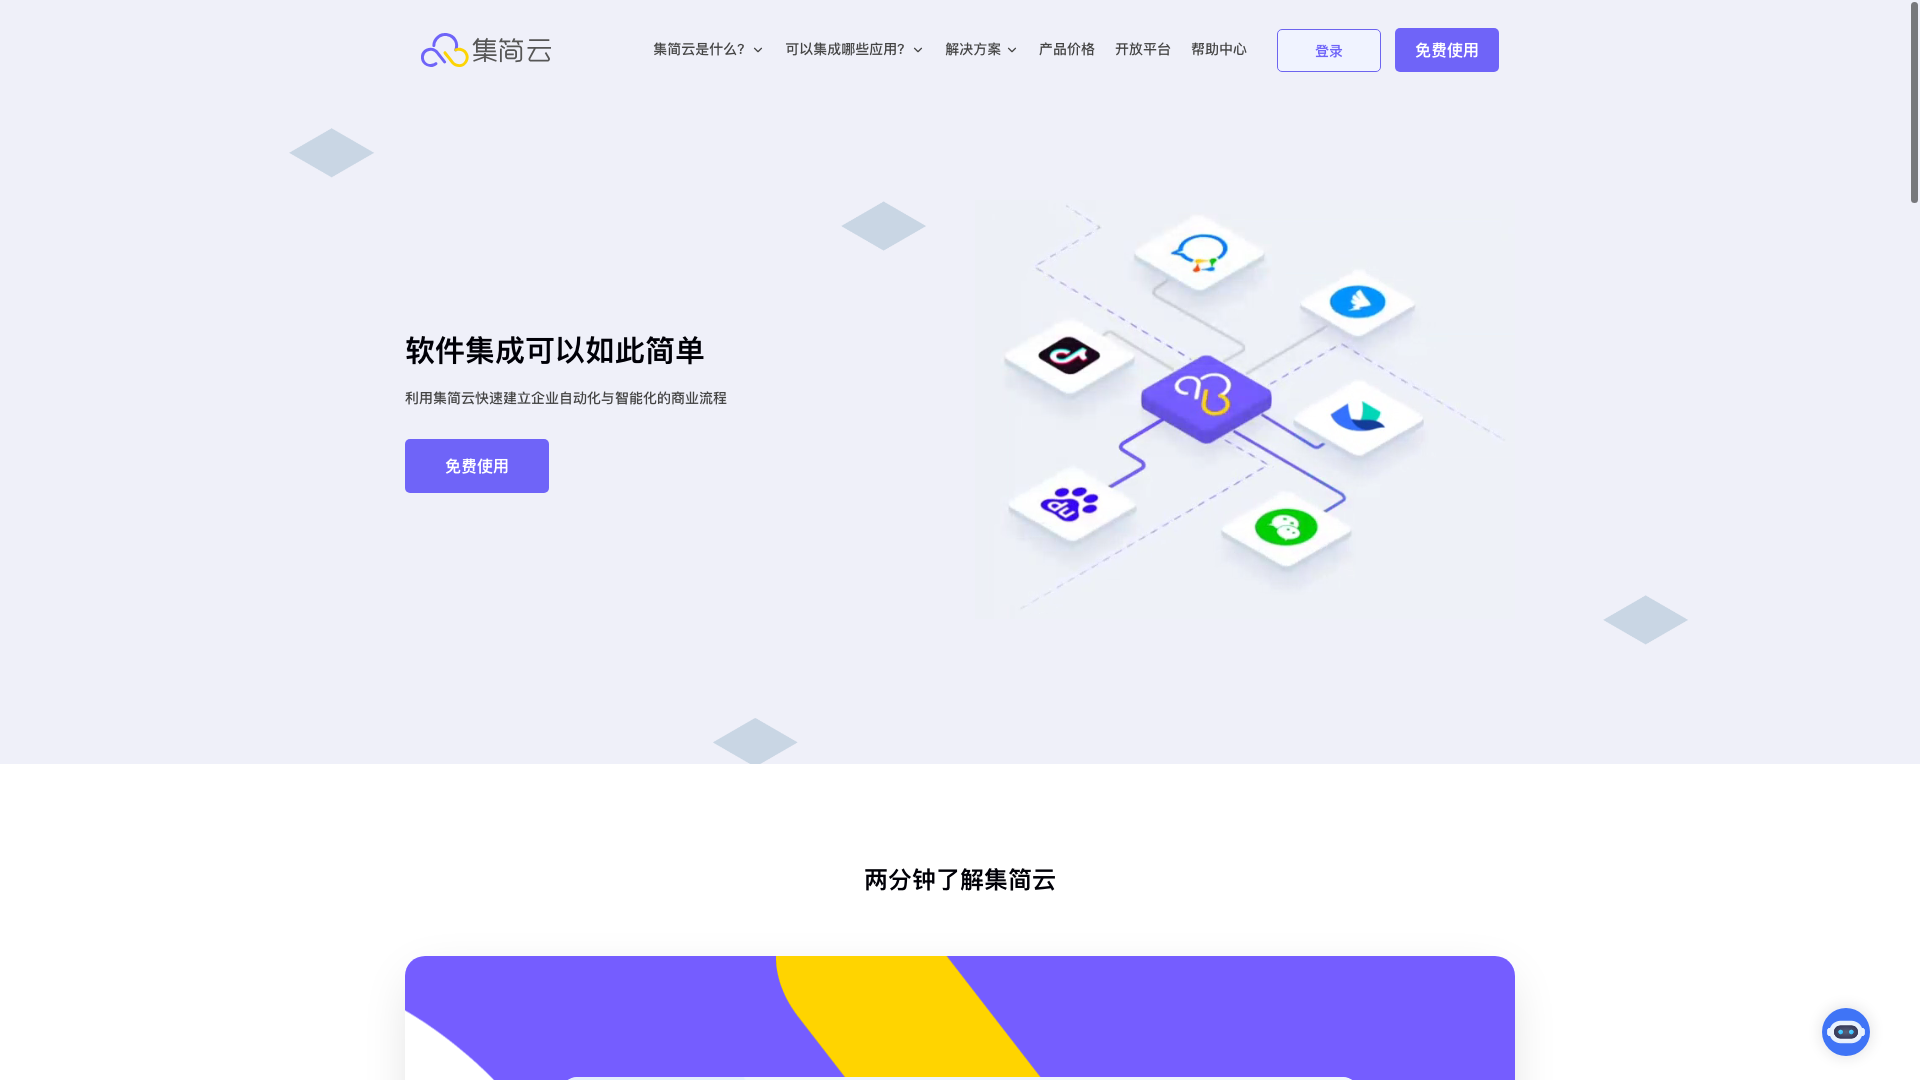 集简云
集简云是什么?
可以集成哪些应用?
解决方案
产品价格
开放平台
帮助中心
登录
免费使用
软件集成可以如此简单
利用集简云快速建立企业自动化与智能化的商业流程
免费使用
du
两分钟了解集简云